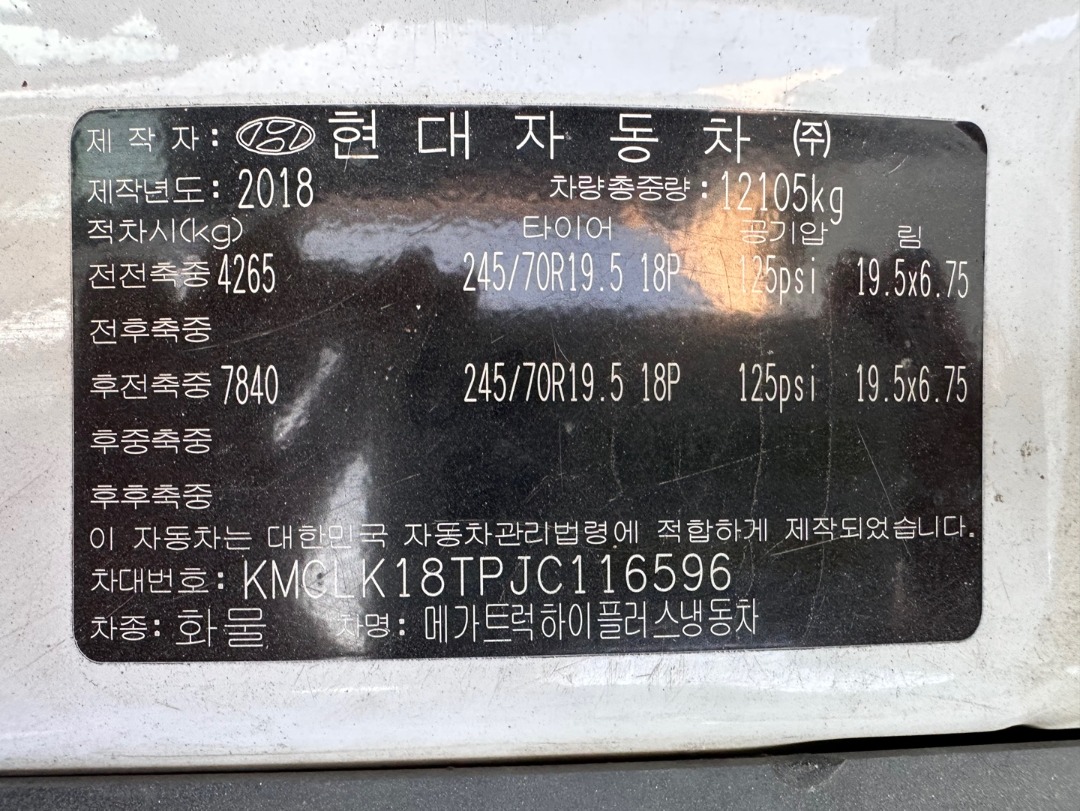 제 작 자 : 현 대 자 동 차 ㈜
제작년도: 2018 차량총중량 : 12105kg
적차시(kg) 타이어 공기압 림
전전축중 4265 245/70R19.5 18P 125psi 19.5x6.75
전후축중
후전축중 7840 245/70R19.5 18P 125psi 19.5x6.75
후중축중
후후축중
이 자동차는 대한민국 자동차관리법령에 적합하게 제작되었습니다.
차대번호: KMCLK18TPJC116596
차종: 화물 차명: 메가트럭하이플러스냉동차